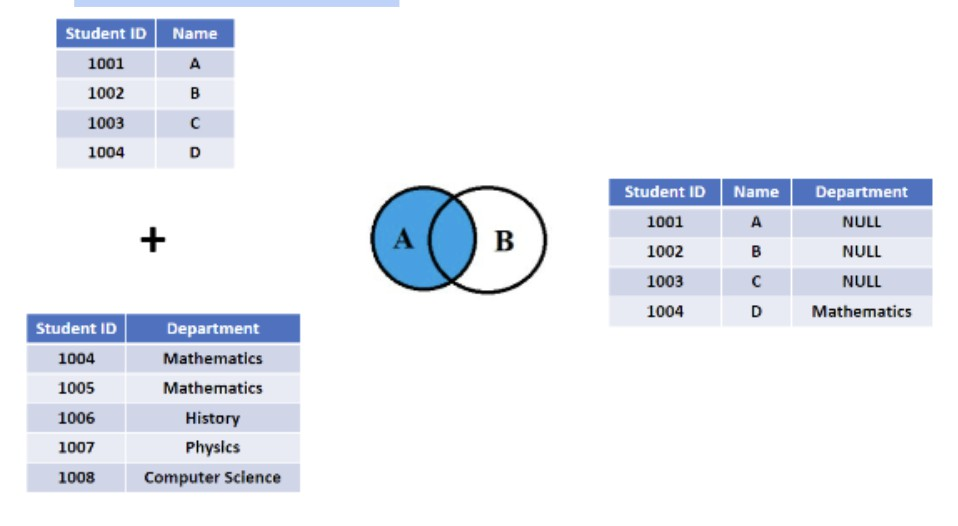 Student ID Name
1001 A
1002 B
1003 C
1004 D
+
A B
Student ID Name Department
1001 A NULL
1002 B NULL
1003 C NULL
1004 D Mathematics
Student ID Department
1004 Mathematics
1005 Mathematics
1006 History
1007 Physics
1008 Computer Science